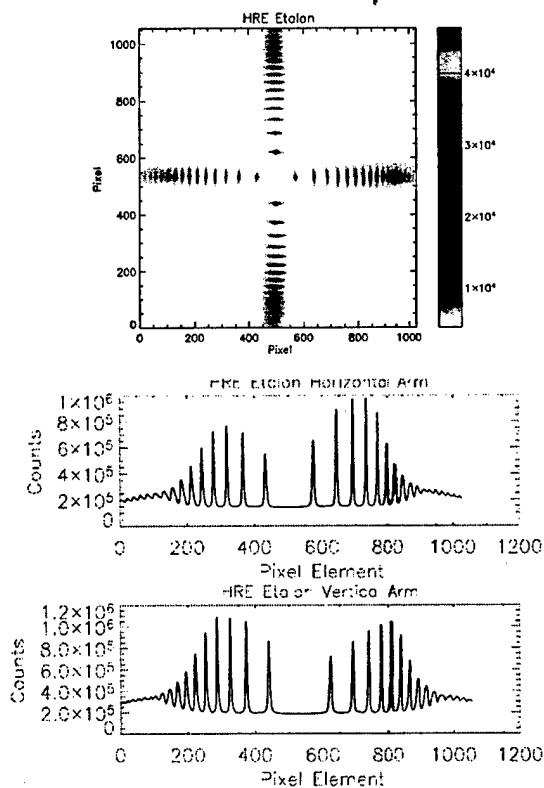 HRE Etalon
1000
800
600
400
200
0
Pixel
0 200 400 600 800 1000
Pixel
4×10⁴
3×10⁴
2×10⁴
1×10⁴
HRE Etalon Horizontal Arm
1×10⁶
8×10⁵
6×10⁵
4×10⁵
2×10⁵
0
Counts
0 200 400 600 800 1000 1200
Pixel Element
HRE Etalon Vertical Arm
1.2×10⁶
1.0×10⁶
8.0×10⁵
6.0×10⁵
4.0×10⁵
2.0×10⁵
0
Counts
0 200 400 600 800 1000 1200
Pixel Element